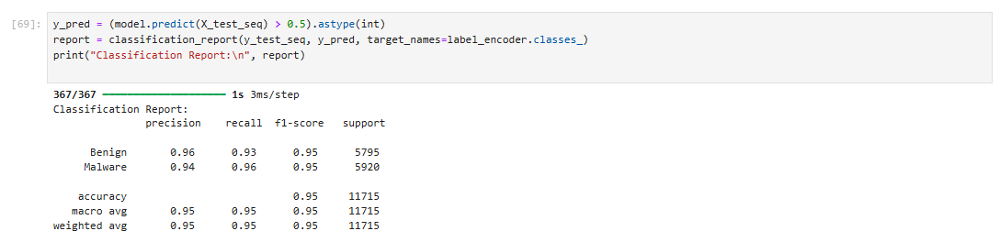 [69]: y_pred = (model.predict(X_test_seq) > 0.5).astype(int)
report = classification_report(y_test_seq, y_pred, target_names=label_encoder.classes_)
print("Classification Report:\n", report)
367/367 ━━━━━━━━━━━━━━━━━━━━ 1s 3ms/step
Classification Report:
precision recall f1-score support
Benign 0.96 0.93 0.95 5795
Malware 0.94 0.96 0.95 5920
accuracy 0.95 11715
macro avg 0.95 0.95 0.95 11715
weighted avg 0.95 0.95 0.95 11715